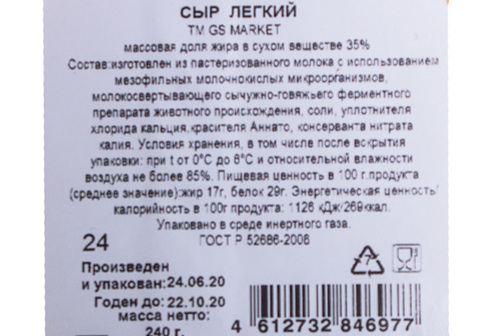 СЫР ЛЕГКИЙ
TM GS MARKET
массовая доля жира в сухом веществе 35%
Состав:изготовлен из пастеризованного молока с использованием
мезофильных молочнокислых микроорганизмов,
молокосвертывающего сычужно-говяжьего ферментного
препарата животного происхождения, соли, уплотнителя
хлорида кальция,красителя Аннато, консерванта нитрата
калия. Условия хранения, в том числе после вскрытия
упаковки: при t от 0°С до 6°С и относительной влажности
воздуха не более 85%. Пищевая ценность в 100 г.продукта
(среднее значение):жир 17г, белок 29г. Энергетическая ценность/
калорийность в 100г продукта: 1126 кДж/269ккал.
Упаковано в среде инертного газа.
ГОСТ Р 52686-2006
24
7
Произведен
и упакован:24.06.20
Годен до: 22.10.20
масса нетто:
240 г.
4 612732 846977